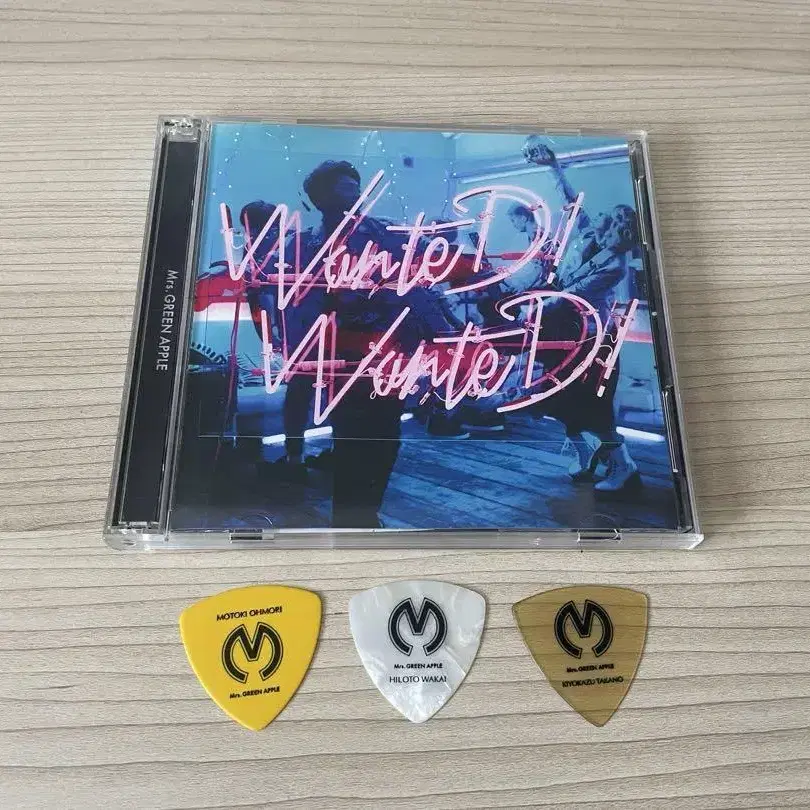 Mrs. GREEN APPLE
WanteD!
WanteD!
MOTOKI OHMORI
Mrs. GREEN APPLE
Mrs. GREEN APPLE
HILOTO WAKAI
Mrs. GREEN APPLE
KIYOKAZU TAKANO